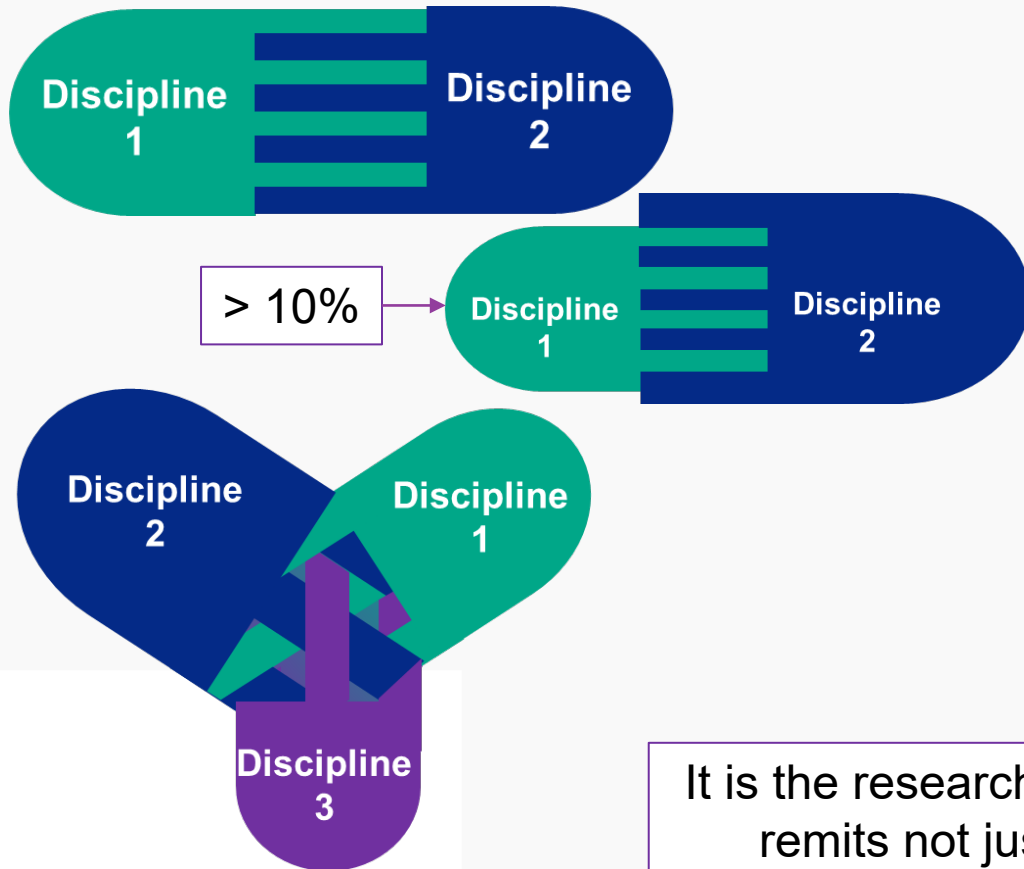 Discipline
1
Discipline
2
> 10%
Discipline
1
Discipline
2
Discipline
2
Discipline
1
Discipline
3
It is the research
remits not